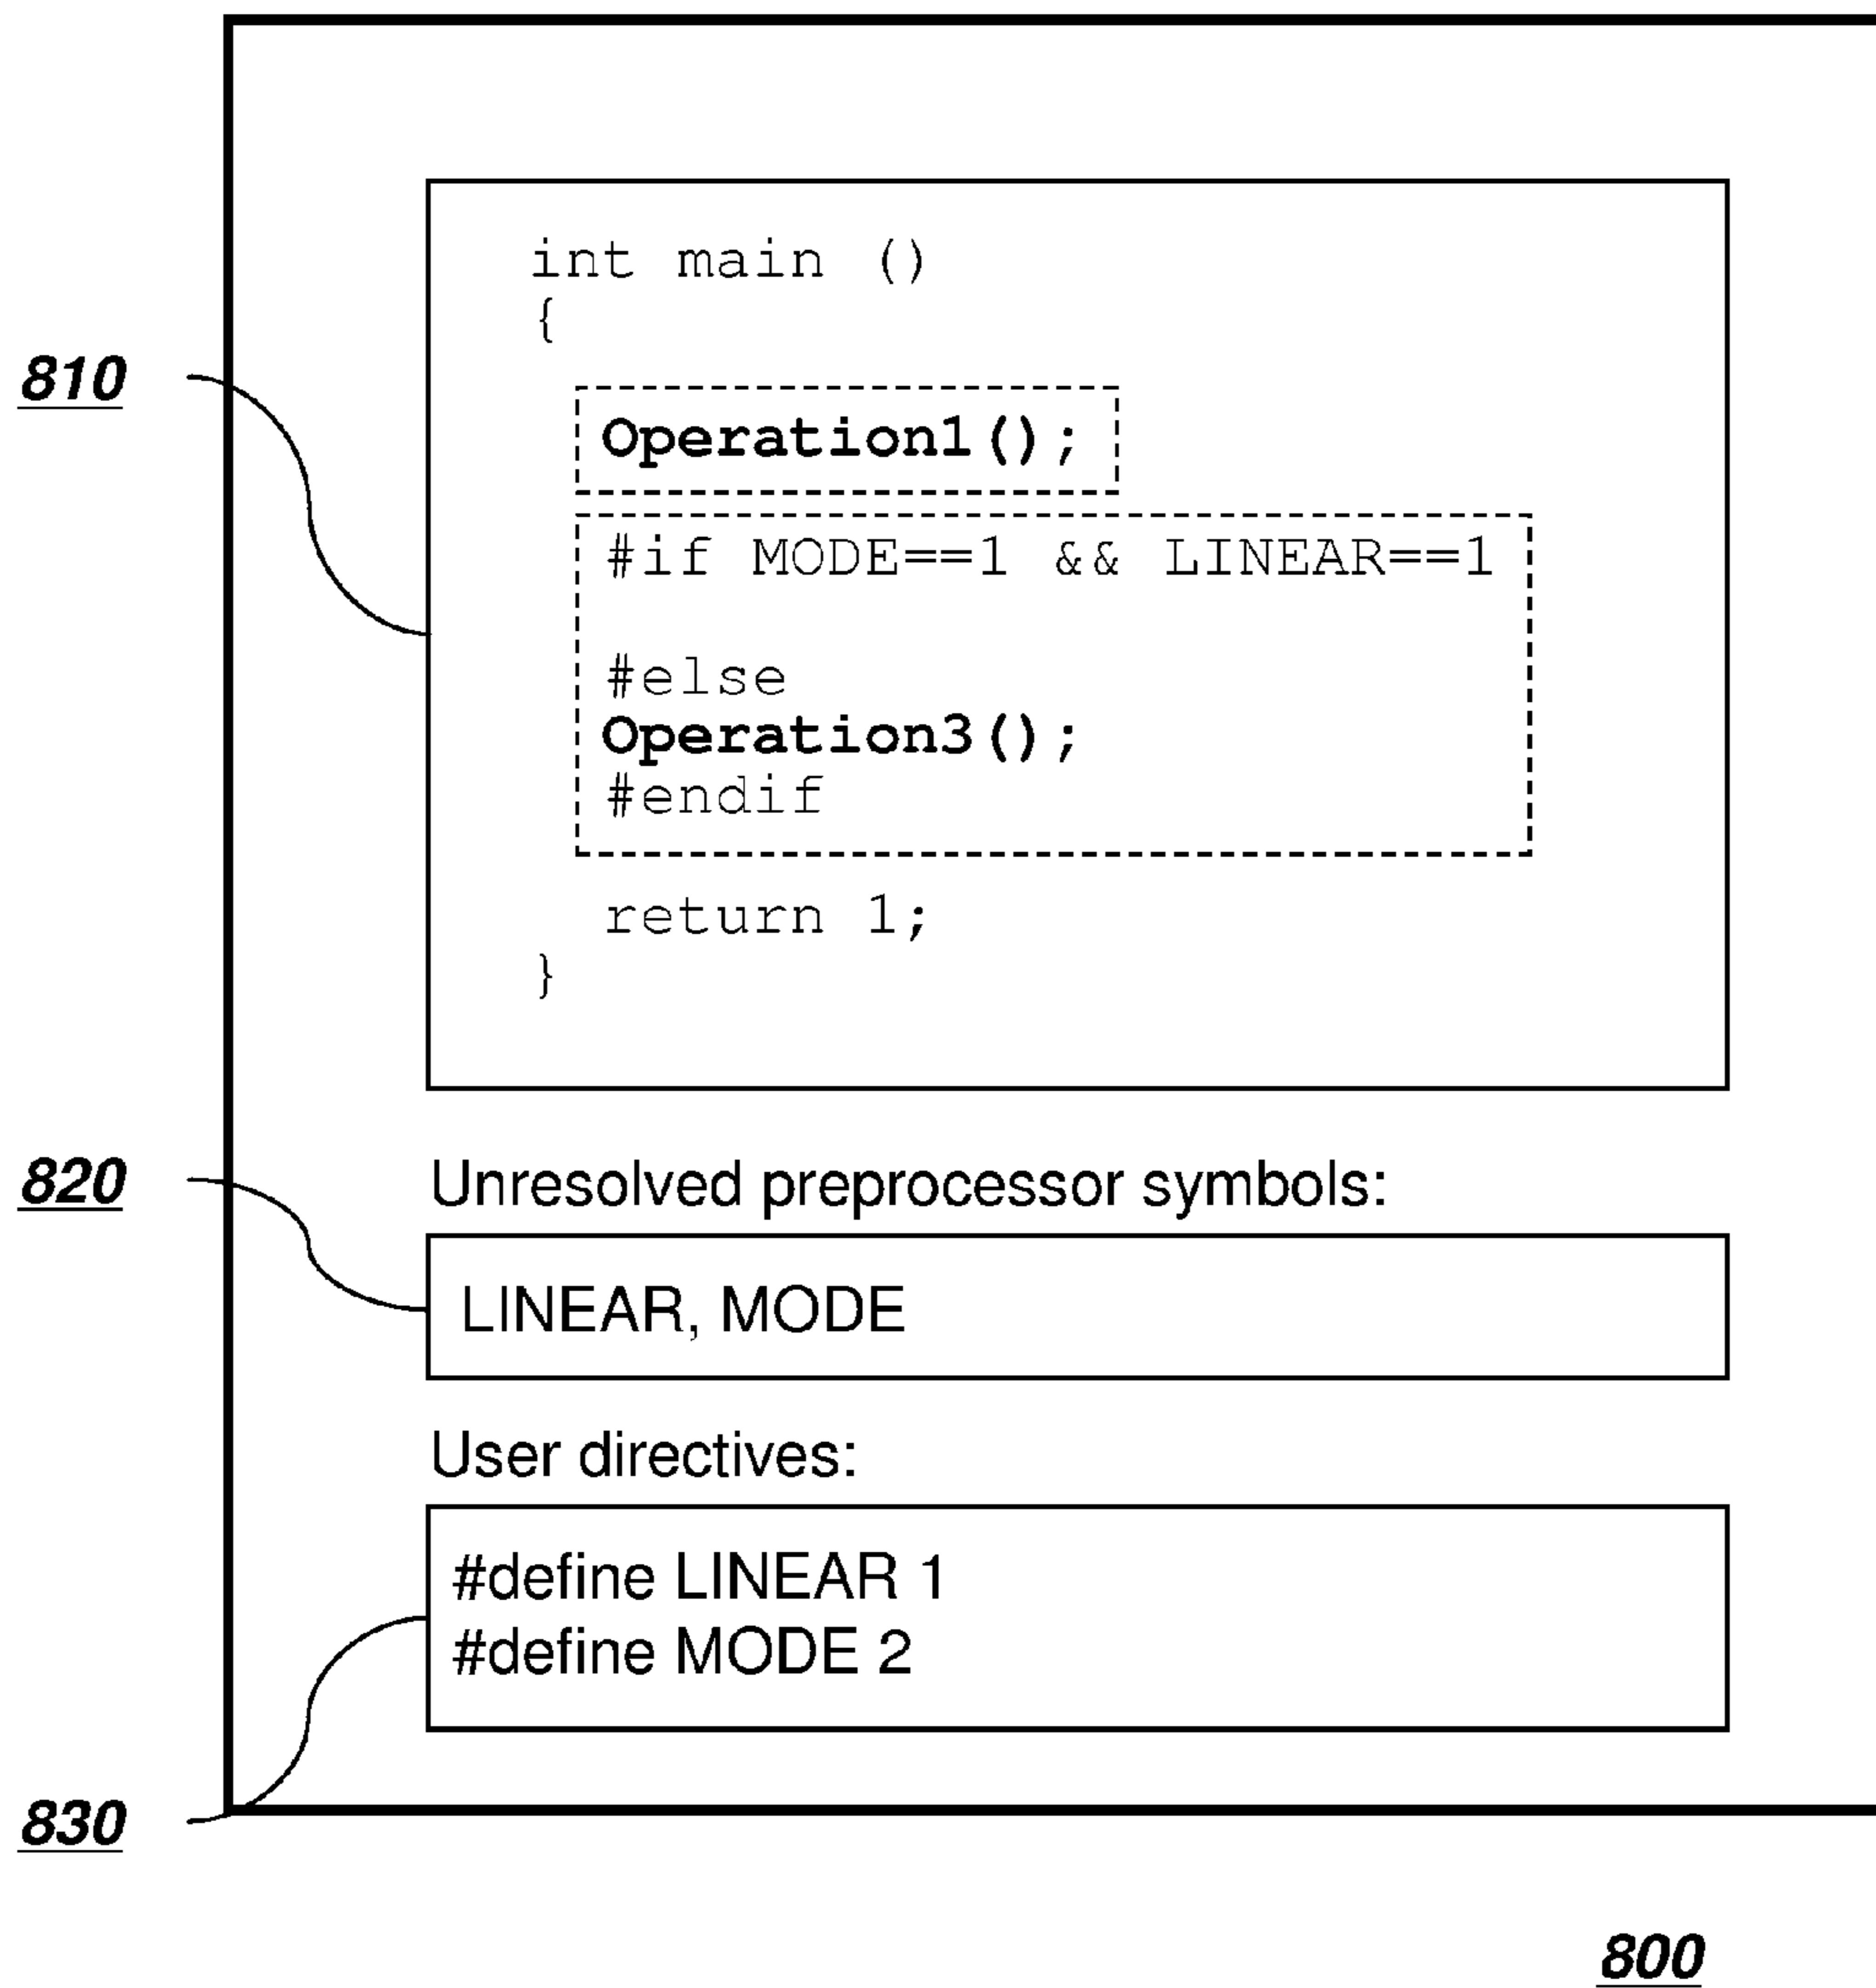 int main ()
{
810
Operation1();
#if MODE==1 && LINEAR==1
#else
Operation3();
#endif
return 1;
}
820
Unresolved preprocessor symbols:
LINEAR, MODE
User directives:
#define LINEAR 1
#define MODE 2
830
800